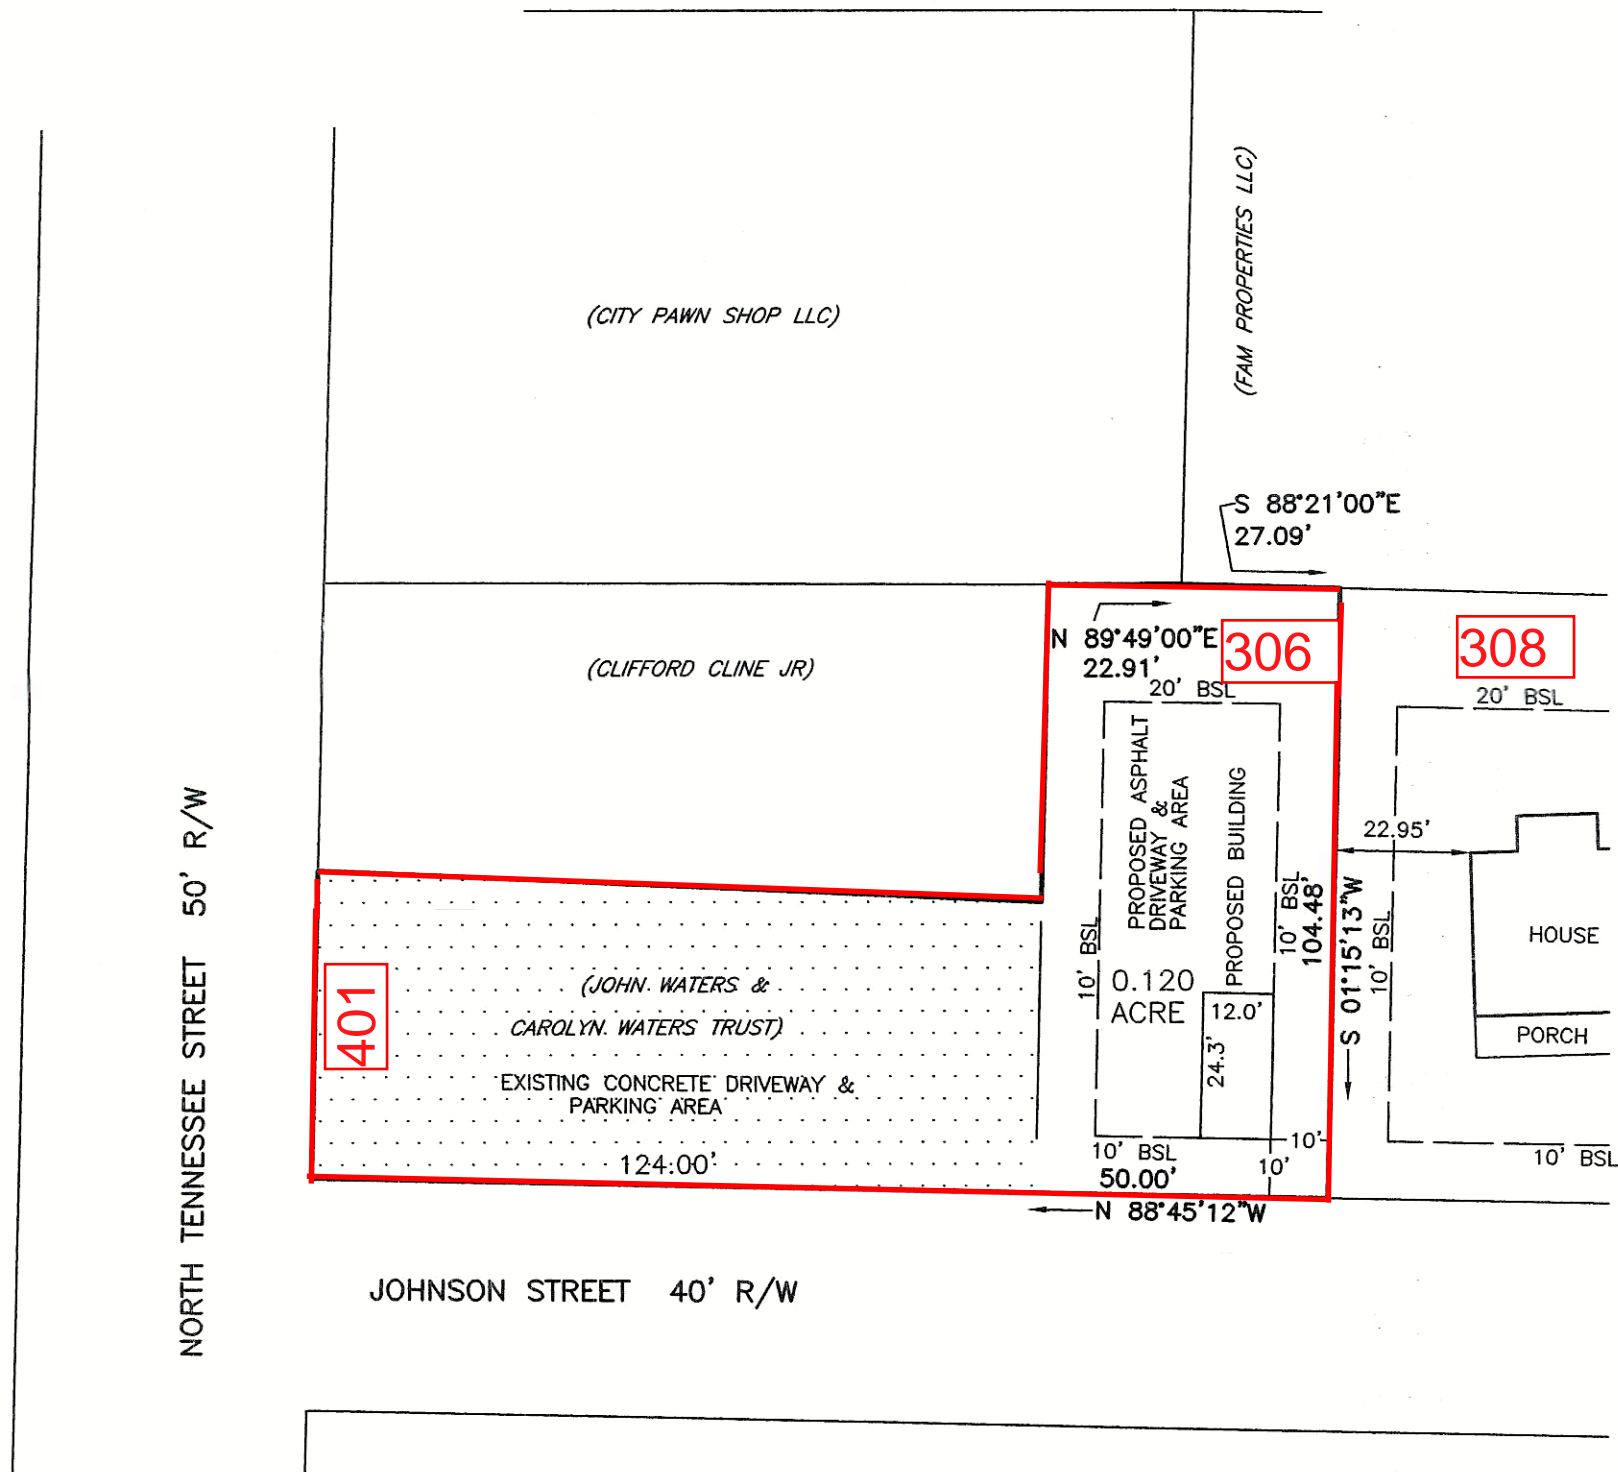 (CITY PAWN SHOP LLC)
(FAM PROPERTIES LLC)
S 88°21'00"E
27.09'
N 89°49'00"E
22.91'
306
308
(CLIFFORD CLINE JR)
20' BSL
20' BSL
PROPOSED ASPHALT
DRIVEWAY &
PARKING AREA
PROPOSED BUILDING
10' BSL
104.48'
S 01°15'13"W
22.95'
10' BSL
HOUSE
PORCH
10' BSL
0.120
ACRE
12.0'
24.3'
10'
10' BSL
10'
50.00'
N 88°45'12"W
10' BSL
401
(JOHN WATERS &
CAROLYN WATERS TRUST)
EXISTING CONCRETE DRIVEWAY &
PARKING AREA
124.00'
NORTH TENNESSEE STREET 50' R/W
JOHNSON STREET 40' R/W